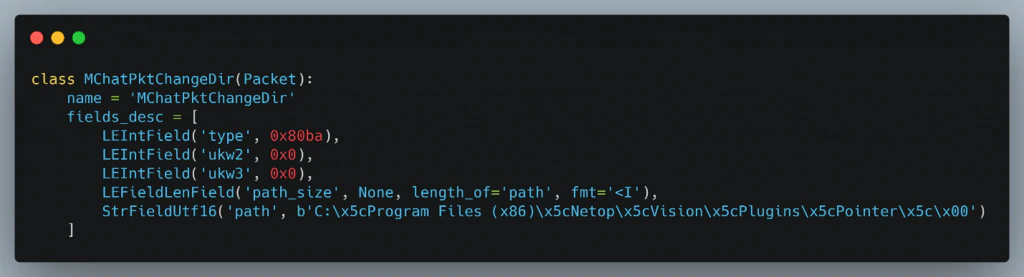 class MChatPktChangeDir(Packet):
    name = 'MChatPktChangeDir'
    fields_desc = [
        LEIntField('type', 0x80ba),
        LEIntField('ukw2', 0x0),
        LEIntField('ukw3', 0x0),
        LEFieldLenField('path_size', None, length_of='path', fmt='<I'),
        StrFieldUtf16('path', b'C:\x5cProgram Files (x86)\x5cNetop\x5cVision\x5cPlugins\x5cPointer\x5c\x00')
    ]